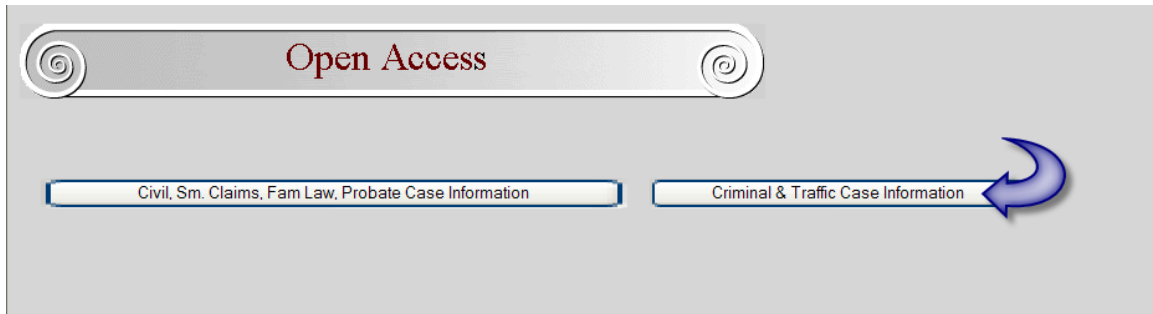 Open Access
Civil, Sm. Claims, Fam Law, Probate Case Information
Criminal & Traffic Case Information